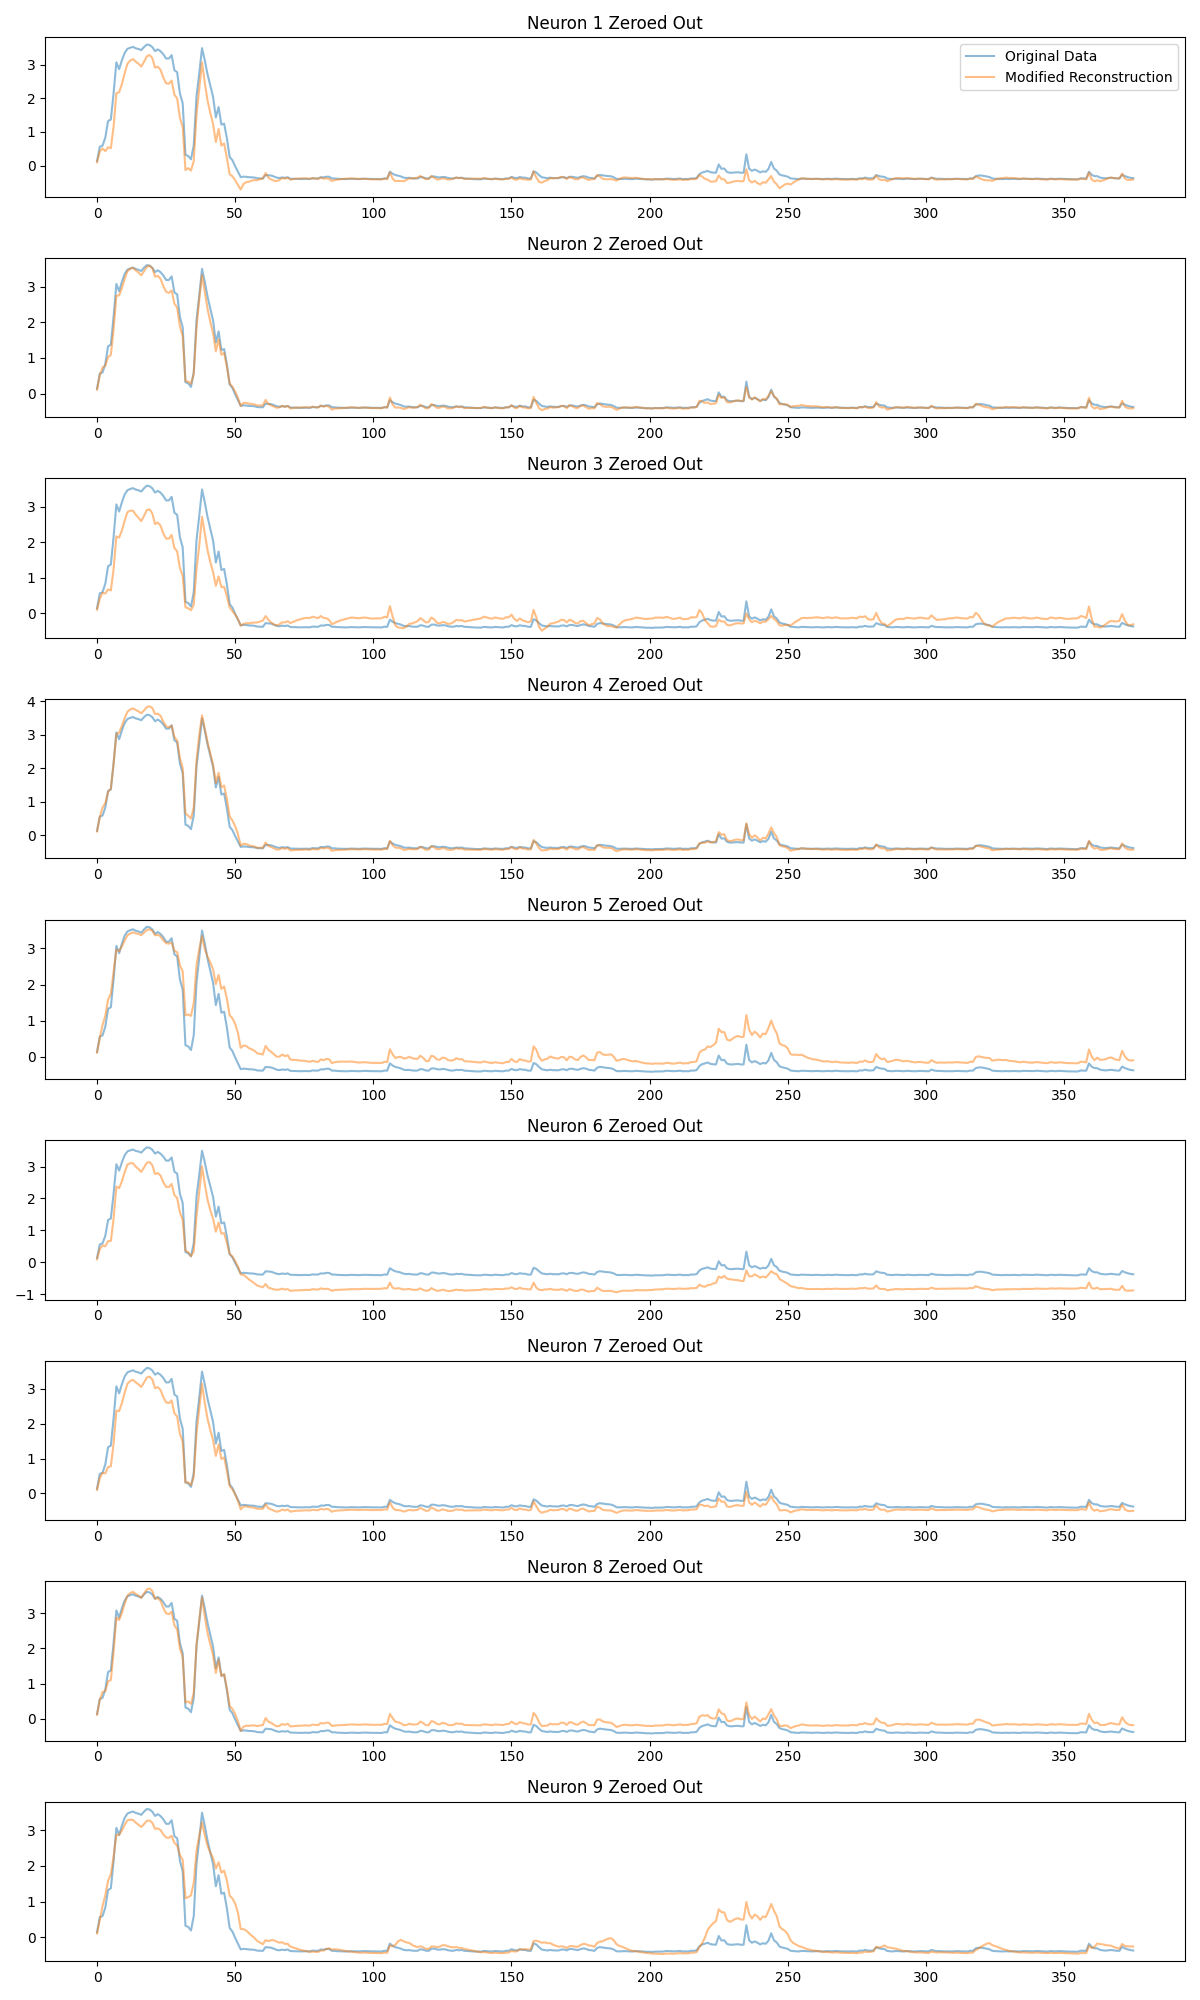 Neuron 1 Zeroed Out
Original Data
Modified Reconstruction
3
2
1
0
0 50 100 150 200 250 300 350
Neuron 2 Zeroed Out
3
2
1
0
0 50 100 150 200 250 300 350
Neuron 3 Zeroed Out
3
2
1
0
0 50 100 150 200 250 300 350
Neuron 4 Zeroed Out
4
3
2
1
0
0 50 100 150 200 250 300 350
Neuron 5 Zeroed Out
3
2
1
0
0 50 100 150 200 250 300 350
Neuron 6 Zeroed Out
3
2
1
0
−1
0 50 100 150 200 250 300 350
Neuron 7 Zeroed Out
3
2
1
0
0 50 100 150 200 250 300 350
Neuron 8 Zeroed Out
3
2
1
0
0 50 100 150 200 250 300 350
Neuron 9 Zeroed Out
3
2
1
0
0 50 100 150 200 250 300 350